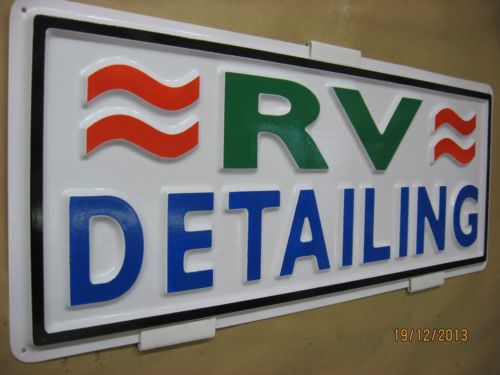 RV
DETAILING
19/12/2013